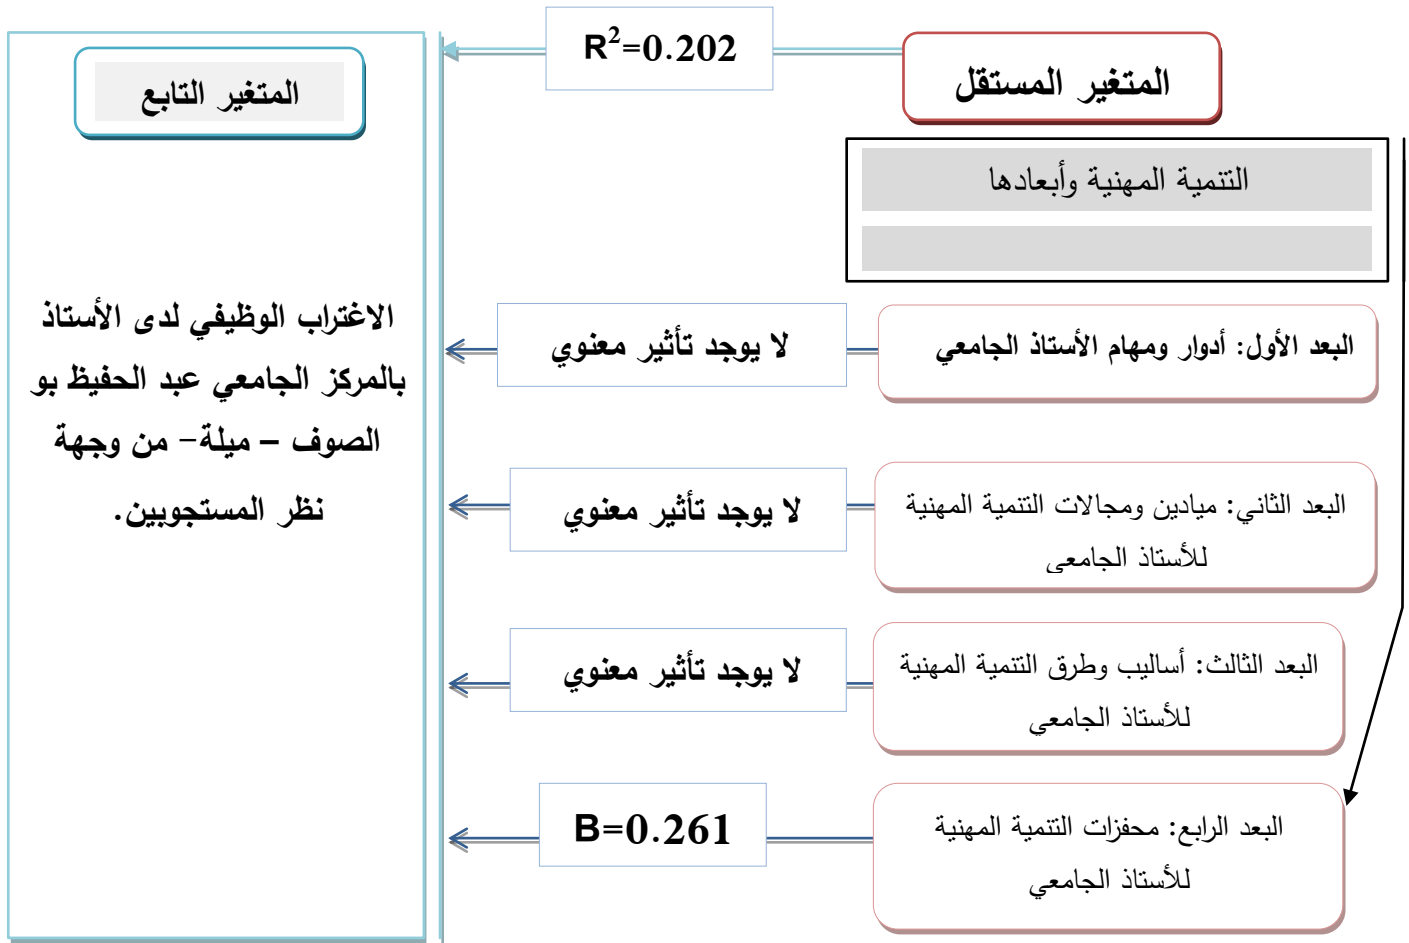 R²=0.202
المتغير المستقل
المتغير التابع
التنمية المهنية وأبعادها
الاغتراب الوظيفي لدى الأستاذ
بالمركز الجامعي عبد الحفيظ بو
الصوف – ميلة- من وجهة
نظر المستجوبين.
البعد الأول: أدوار ومهام الأستاذ الجامعي
لا يوجد تأثير معنوي
البعد الثاني: ميادين ومجالات التنمية المهنية
للأستاذ الجامعي
لا يوجد تأثير معنوي
البعد الثالث: أساليب وطرق التنمية المهنية
للأستاذ الجامعي
لا يوجد تأثير معنوي
البعد الرابع: محفزات التنمية المهنية
للأستاذ الجامعي
B=0.261